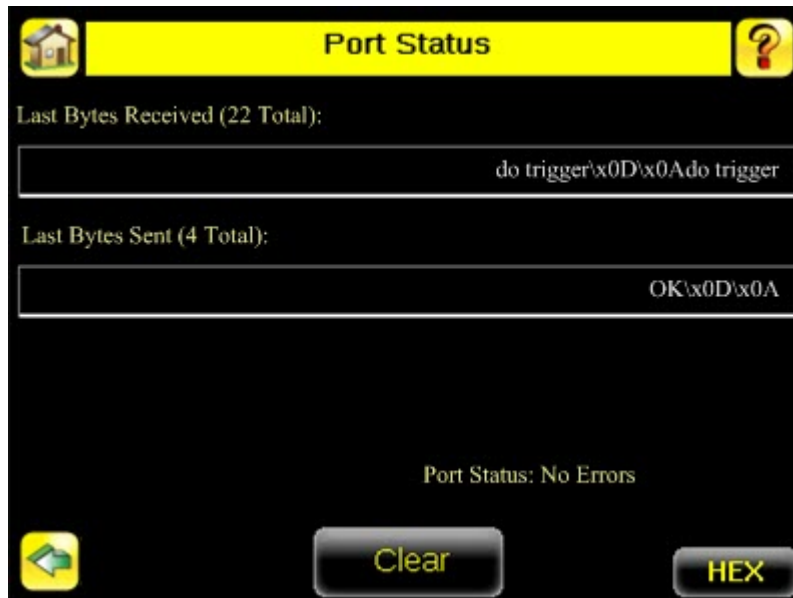 Port Status
?
Last Bytes Received (22 Total):
do trigger\x0D\x0Ado trigger
Last Bytes Sent (4 Total):
OK\x0D\x0A
Port Status: No Errors
Clear
HEX